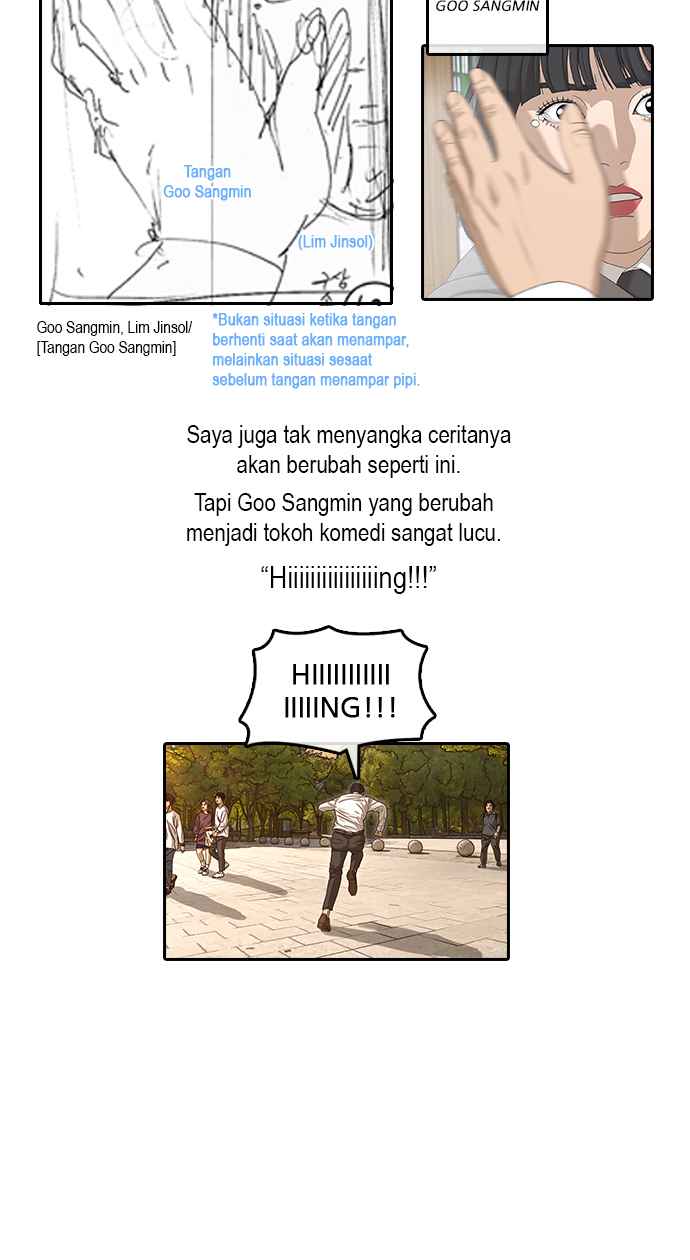 GOO SANGMIN
Tangan
Goo Sangmin
(Lim Jinsol)
Goo Sangmin, Lim Jinsol/
[Tangan Goo Sangmin]
*Bukan situasi ketika tangan
berhenti saat akan menampar,
melainkan situasi sesaat
sebelum tangan menampar pipi.
Saya juga tak menyangka ceritanya
akan berubah seperti ini.
Tapi Goo Sangmin yang berubah
menjadi tokoh komedi sangat lucu.
“Hiiiiiiiiiiiiiiiing!!!”
HIIIIIIIIIII
IIIIING!!!